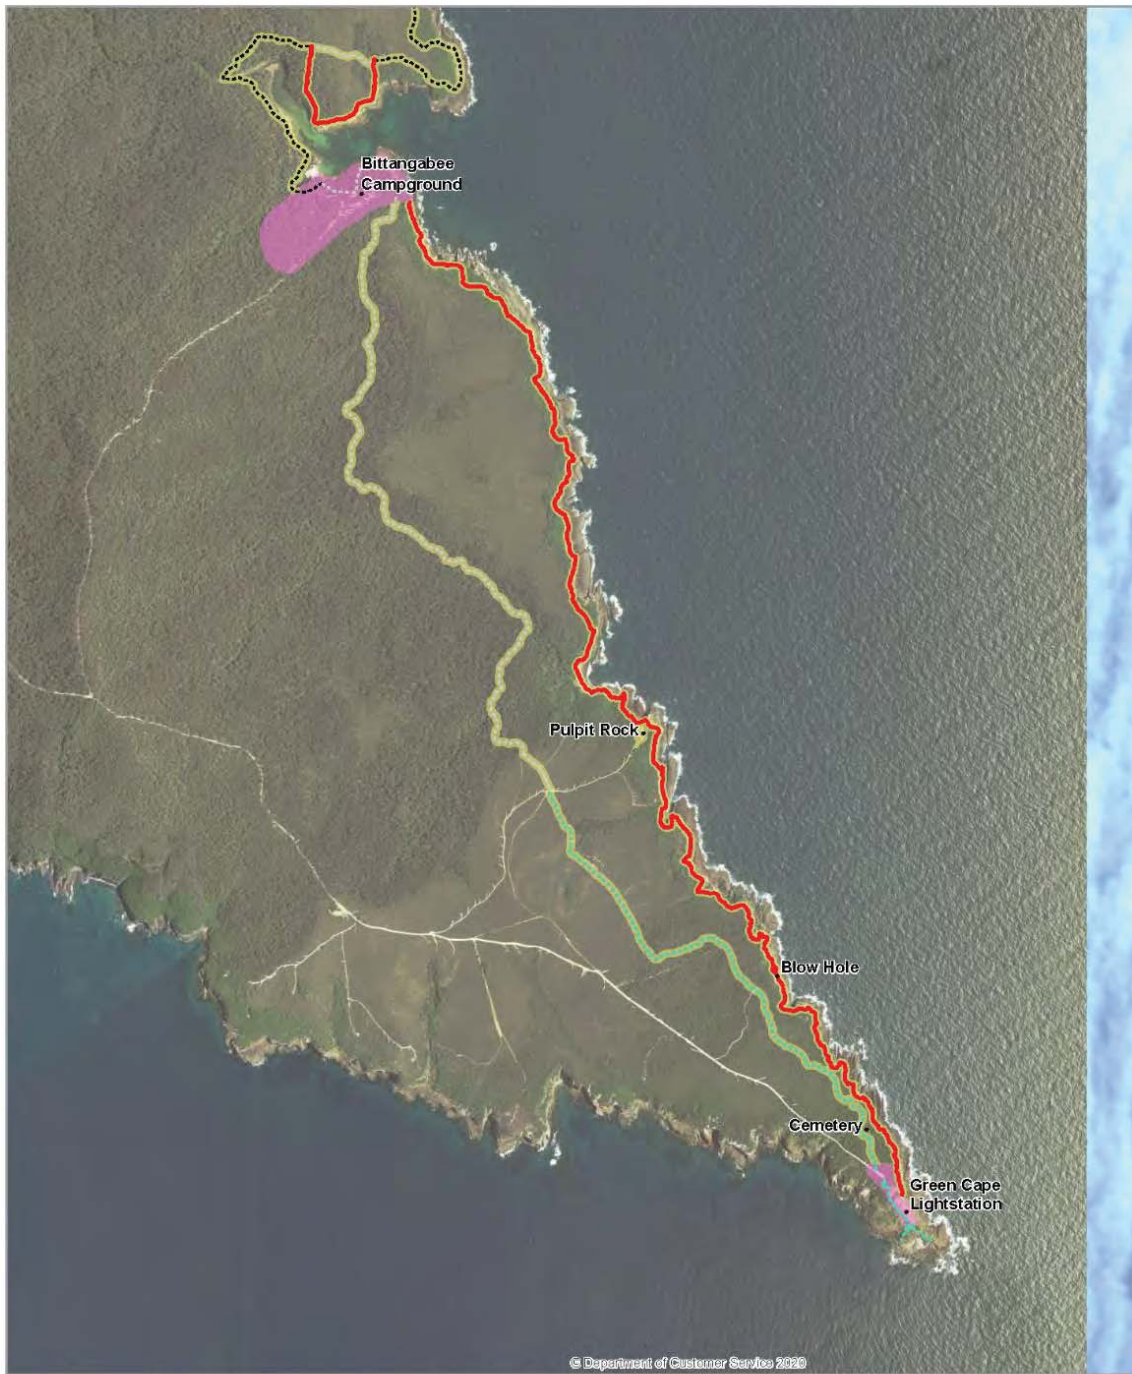 Bittangabee
Campground
Pulpit Rock
Blow Hole
Cemetery
Green Cape
Lightstation
© Department of Customer Service 2020